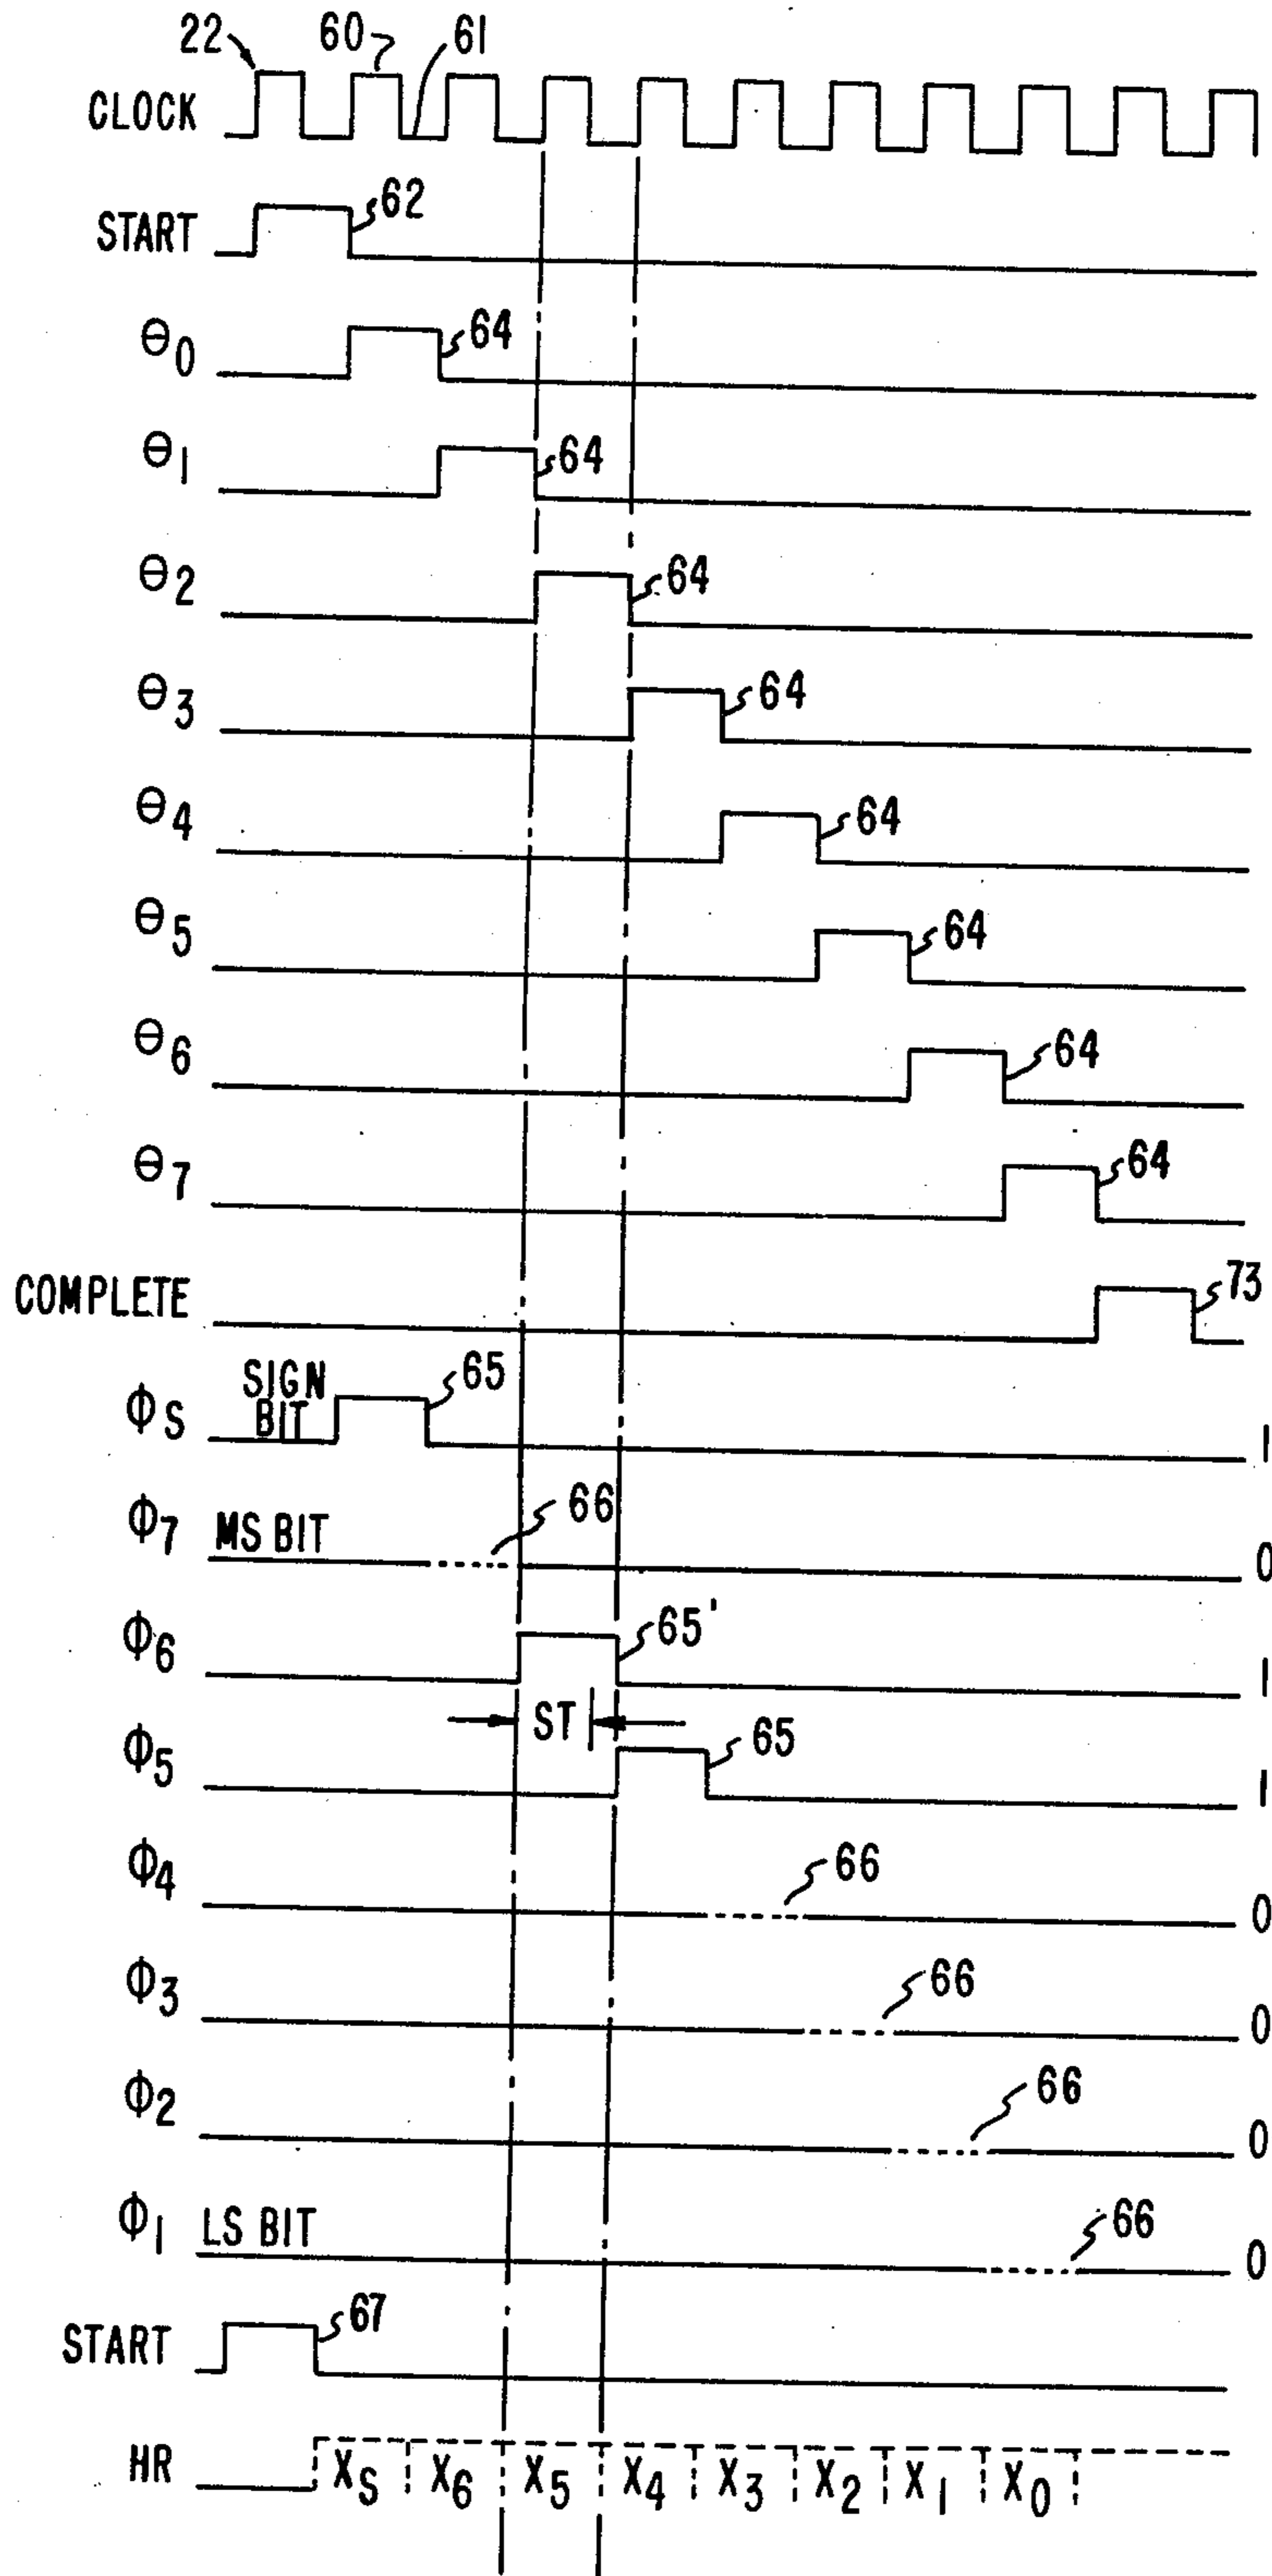 22 60 61
CLOCK
START 62
θ0 64
θ1 64
θ2 64
θ3 64
θ4 64
θ5 64
θ6 64
θ7 64
COMPLETE 73
ϕS SIGN BIT 65 1
ϕ7 MS BIT 66 0
ϕ6 65' 1
ST
ϕ5 65 1
ϕ4 66 0
ϕ3 66 0
ϕ2 66 0
ϕ1 LS BIT 66 0
START 67
HR XS X6 X5 X4 X3 X2 X1 X0